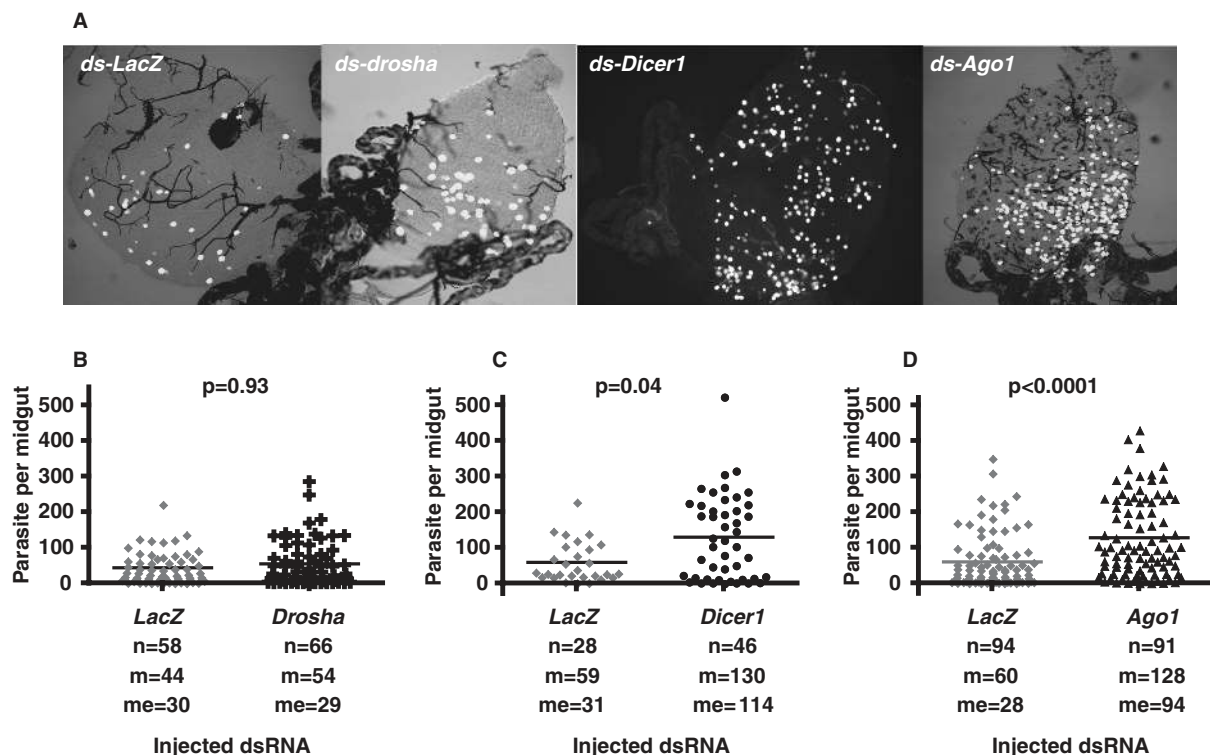 A
ds-LacZ ds-drosha ds-Dicer1 ds-Ago1
B
p=0.93
Parasite per midgut
500
400
300
200
100
0
LacZ Drosha
n=58 n=66
m=44 m=54
me=30 me=29
Injected dsRNA
C
p=0.04
Parasite per midgut
500
400
300
200
100
0
LacZ Dicer1
n=28 n=46
m=59 m=130
me=31 me=114
Injected dsRNA
D
p<0.0001
Parasite per midgut
500
400
300
200
100
0
LacZ Ago1
n=94 n=91
m=60 m=128
me=28 me=94
Injected dsRNA